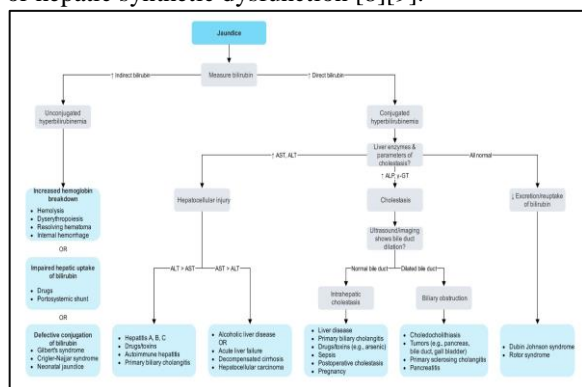 of hepatic synthetic dysfunction [8][9].
Jaundice
↑ Indirect bilirubin
Measure bilirubin
↑ Direct bilirubin
Unconjugated
hyperbilirubinemia
Conjugated
hyperbilirubinemia
Liver enzymes &
parameters of
cholestasis?
↑ AST, ALT
All normal
↑ ALP, γ-GT
Increased hemoglobin
breakdown
• Hemolysis
• Dyserythropoiesis
• Resolving hematoma
• Internal hemorrhage
OR
Impaired hepatic uptake
of bilirubin
• Drugs
• Portosystemic shunt
OR
Defective conjugation
of bilirubin
• Gilbert's syndrome
• Crigler-Najjar syndrome
• Neonatal jaundice
Hepatocellular injury
ALT > AST
AST > ALT
• Hepatitis A, B, C
• Drugs/toxins
• Autoimmune hepatitis
• Primary biliary cholangitis
• Alcoholic liver disease
OR
• Acute liver failure
• Decompensated cirrhosis
• Hepatocellular carcinoma
Cholestasis
Ultrasound/imaging
shows bile duct
dilation?
Normal bile duct
Dilated bile duct
Intrahepatic
cholestasis
Biliary obstruction
• Liver disease
• Primary biliary cholangitis
• Drugs/toxins (e.g., arsenic)
• Sepsis
• Postoperative cholestasis
• Pregnancy
• Choledocholithiasis
• Tumors (e.g., pancreas,
bile duct, gall bladder)
• Primary sclerosing cholangitis
• Pancreatitis
↓ Excretion/reuptake
of bilirubin
• Dubin Johnson syndrome
• Rotor syndrome